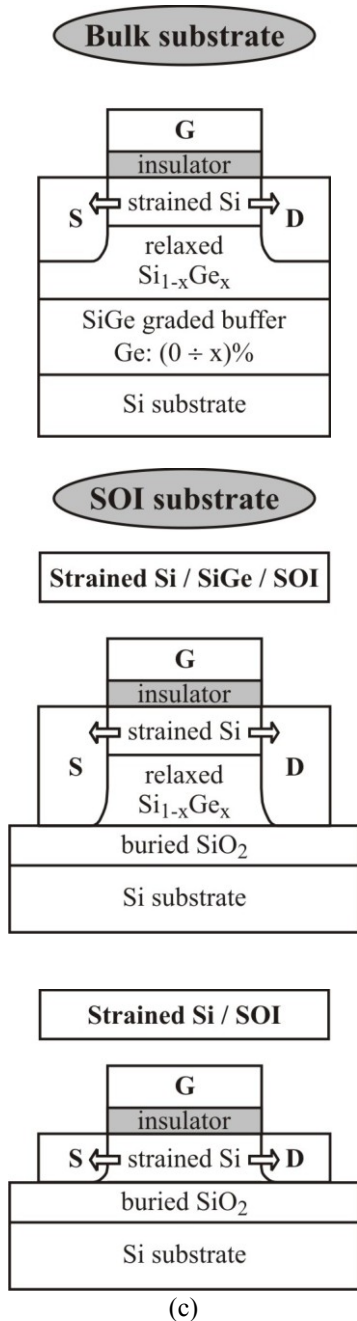 Bulk substrate
G
insulator
S strained Si D
relaxed
Si₁₋ₓGeₓ
SiGe graded buffer
Ge: (0 ÷ x)%
Si substrate
SOI substrate
Strained Si / SiGe / SOI
G
insulator
strained Si
S D
relaxed
Si₁₋ₓGeₓ
buried SiO₂
Si substrate
Strained Si / SOI
G
insulator
S strained Si D
buried SiO₂
Si substrate
(c)